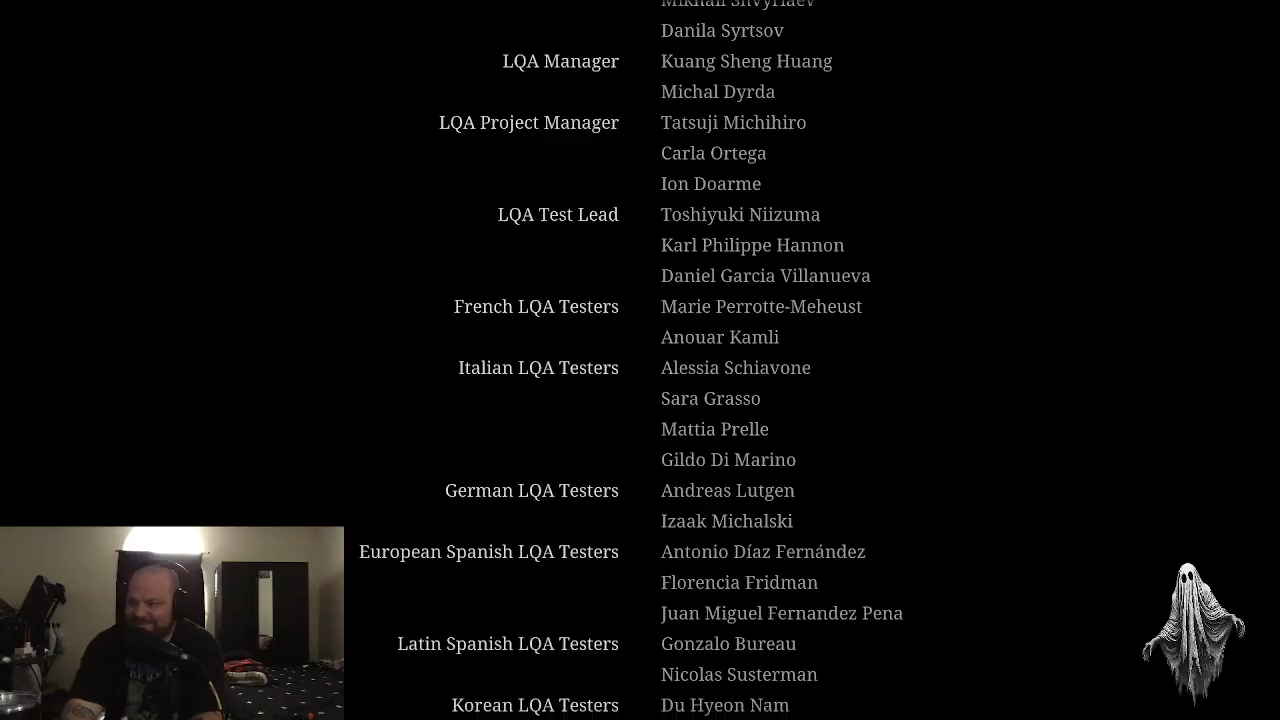 Mikhail Shvyriaev
Danila Syrtsov
LQA Manager Kuang Sheng Huang
Michal Dyrda
LQA Project Manager Tatsuji Michihiro
Carla Ortega
Ion Doarme
LQA Test Lead Toshiyuki Niizuma
Karl Philippe Hannon
Daniel Garcia Villanueva
French LQA Testers Marie Perrotte-Meheust
Anouar Kamli
Italian LQA Testers Alessia Schiavone
Sara Grasso
Mattia Prelle
Gildo Di Marino
German LQA Testers Andreas Lutgen
Izaak Michalski
European Spanish LQA Testers Antonio Díaz Fernández
Florencia Fridman
Juan Miguel Fernandez Pena
Latin Spanish LQA Testers Gonzalo Bureau
Nicolas Susterman
Korean LQA Testers Du Hyeon Nam